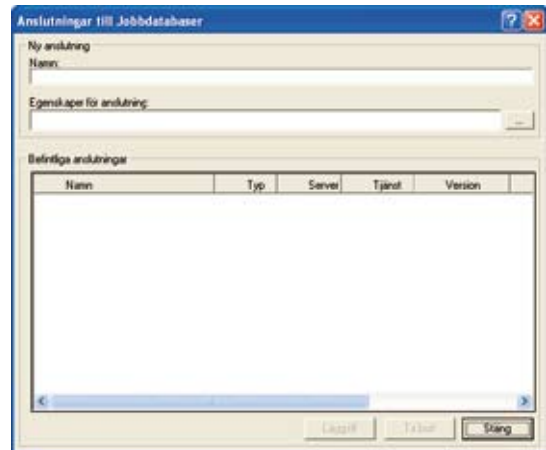 Anslutningar till Jobbdatabaser
Ny anslutning
Namn:
Egenskaper för anslutning:
...
Befintliga anslutningar
Namn Typ Server Tjänst Version
Lägg till Ta bort Stäng